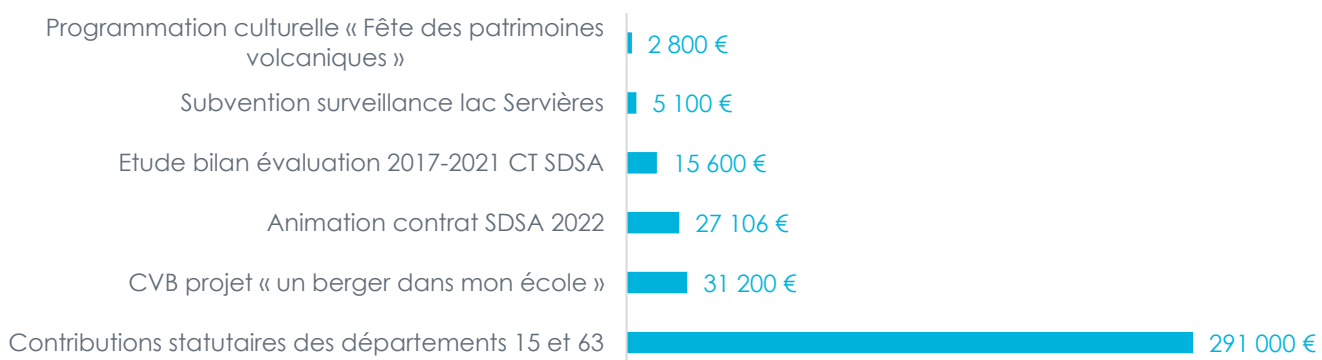 Programmation culturelle « Fête des patrimoines
volcaniques »
2 800 €
Subvention surveillance lac Servières
5 100 €
Etude bilan évaluation 2017-2021 CT SDSA
15 600 €
Animation contrat SDSA 2022
27 106 €
CVB projet « un berger dans mon école »
31 200 €
Contributions statutaires des départements 15 et 63
291 000 €